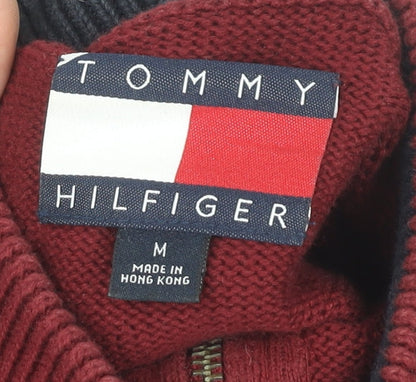 TOMMY
HILFIGER
M
MADE IN
HONG KONG